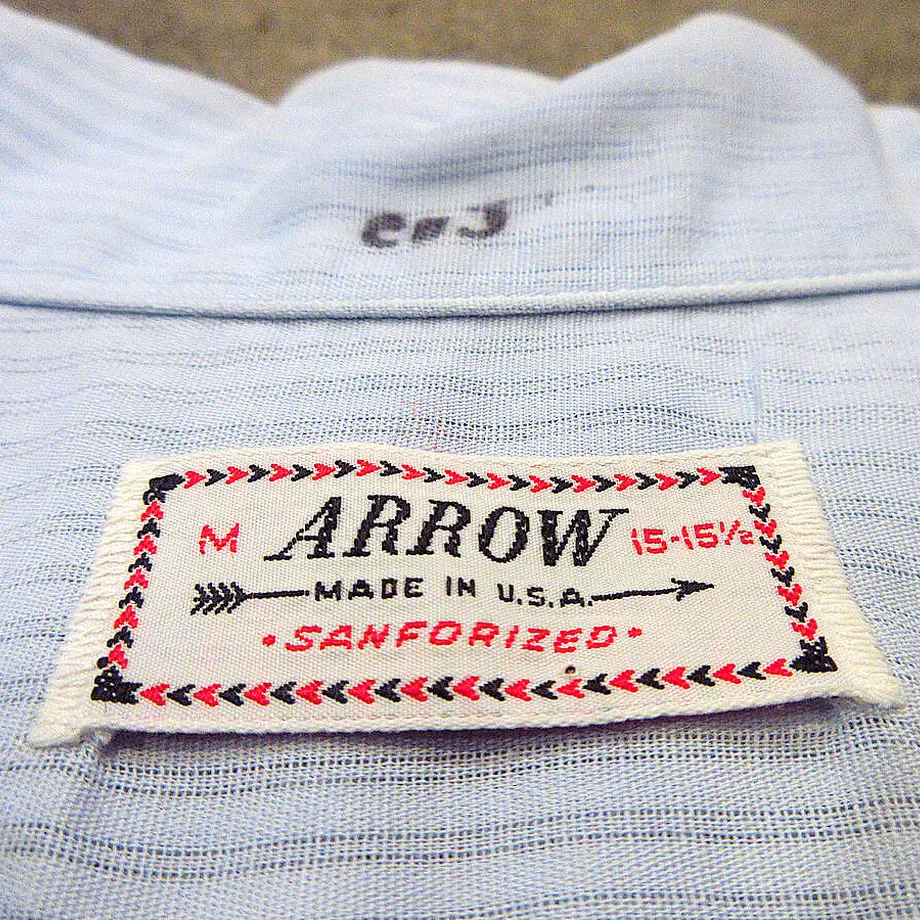 M ARROW 15-15½
MADE IN U.S.A.
•SANFORIZED•